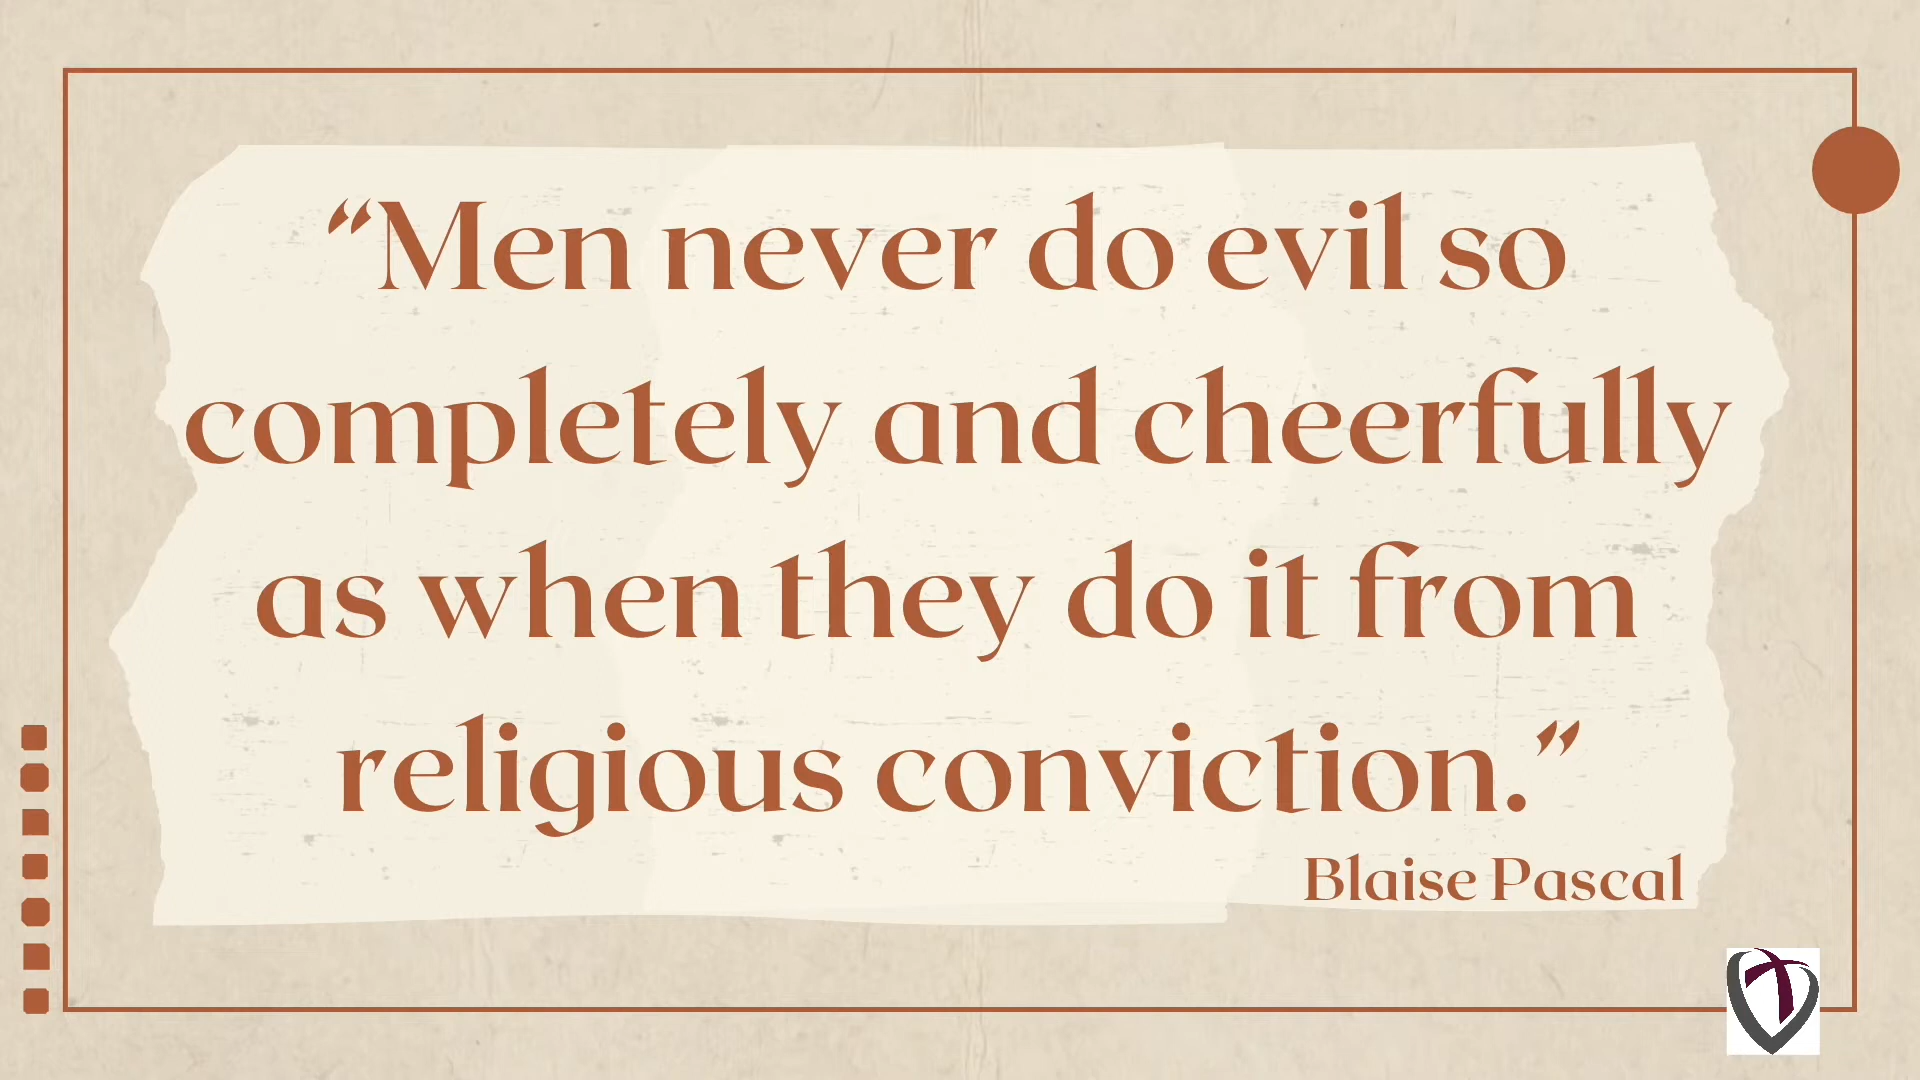 “Men never do evil so
completely and cheerfully
as when they do it from
religious conviction.”
Blaise Pascal